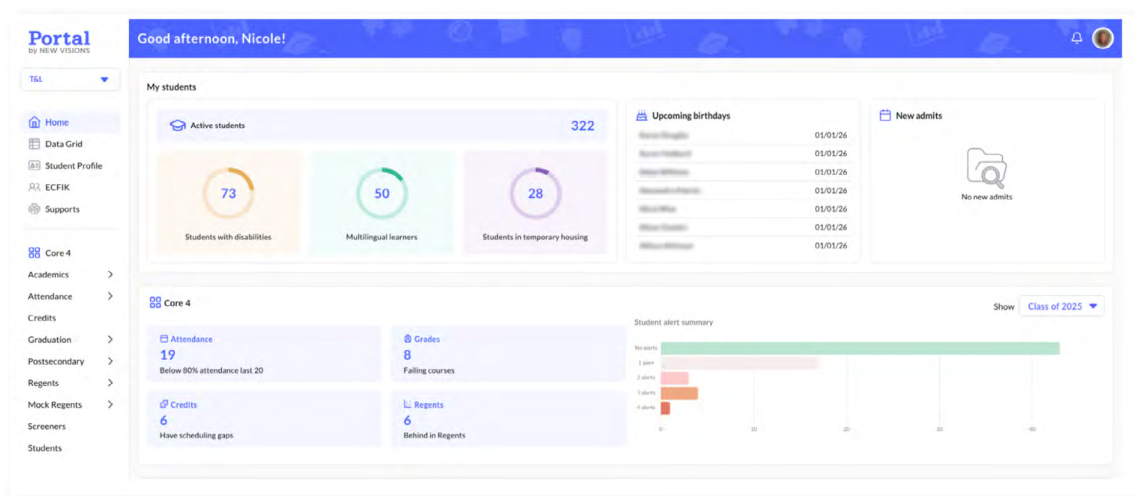 Portal
by NEW VISIONS
Good afternoon, Nicole!
T&L
Home
Data Grid
Student Profile
ECFIK
Supports
Core 4
Academics
Attendance
Credits
Graduation
Postsecondary
Regents
Mock Regents
Screeners
Students
My students
Active students 322
73
Students with disabilities
50
Multilingual learners
28
Students in temporary housing
Upcoming birthdays
01/01/26
01/01/26
01/01/26
01/01/26
01/01/26
01/01/26
01/01/26
New admits
No new admits
Core 4
Show Class of 2025
Attendance
19
Below 80% attendance last 20
Grades
8
Failing courses
Credits
6
Have scheduling gaps
Regents
6
Behind in Regents
Student alert summary
No alerts
1 alert
2 alerts
3 alerts
4 alerts
0 10 20 30 40